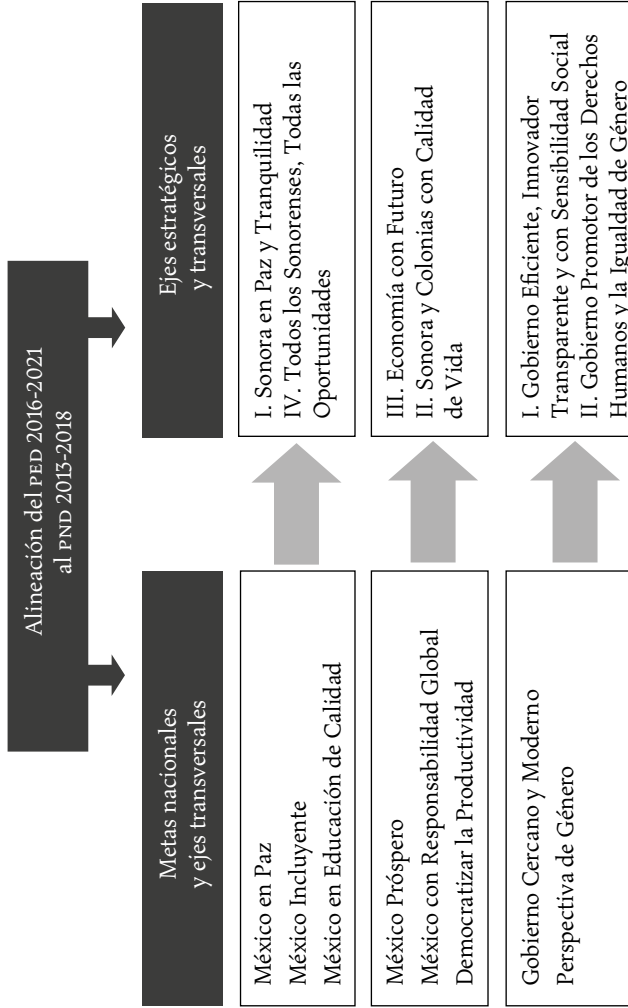 Alineación del PED 2016-2021
al PND 2013-2018
Metas nacionales
y ejes transversales
Ejes estratégicos
y transversales
México en Paz
México Incluyente
México en Educación de Calidad
I. Sonora en Paz y Tranquilidad
IV. Todos los Sonorenses, Todas las
Oportunidades
México Próspero
México con Responsabilidad Global
Democratizar la Productividad
III. Economía con Futuro
II. Sonora y Colonias con Calidad
de Vida
Gobierno Cercano y Moderno
Perspectiva de Género
I. Gobierno Eficiente, Innovador
Transparente y con Sensibilidad Social
II. Gobierno Promotor de los Derechos
Humanos y la Igualdad de Género